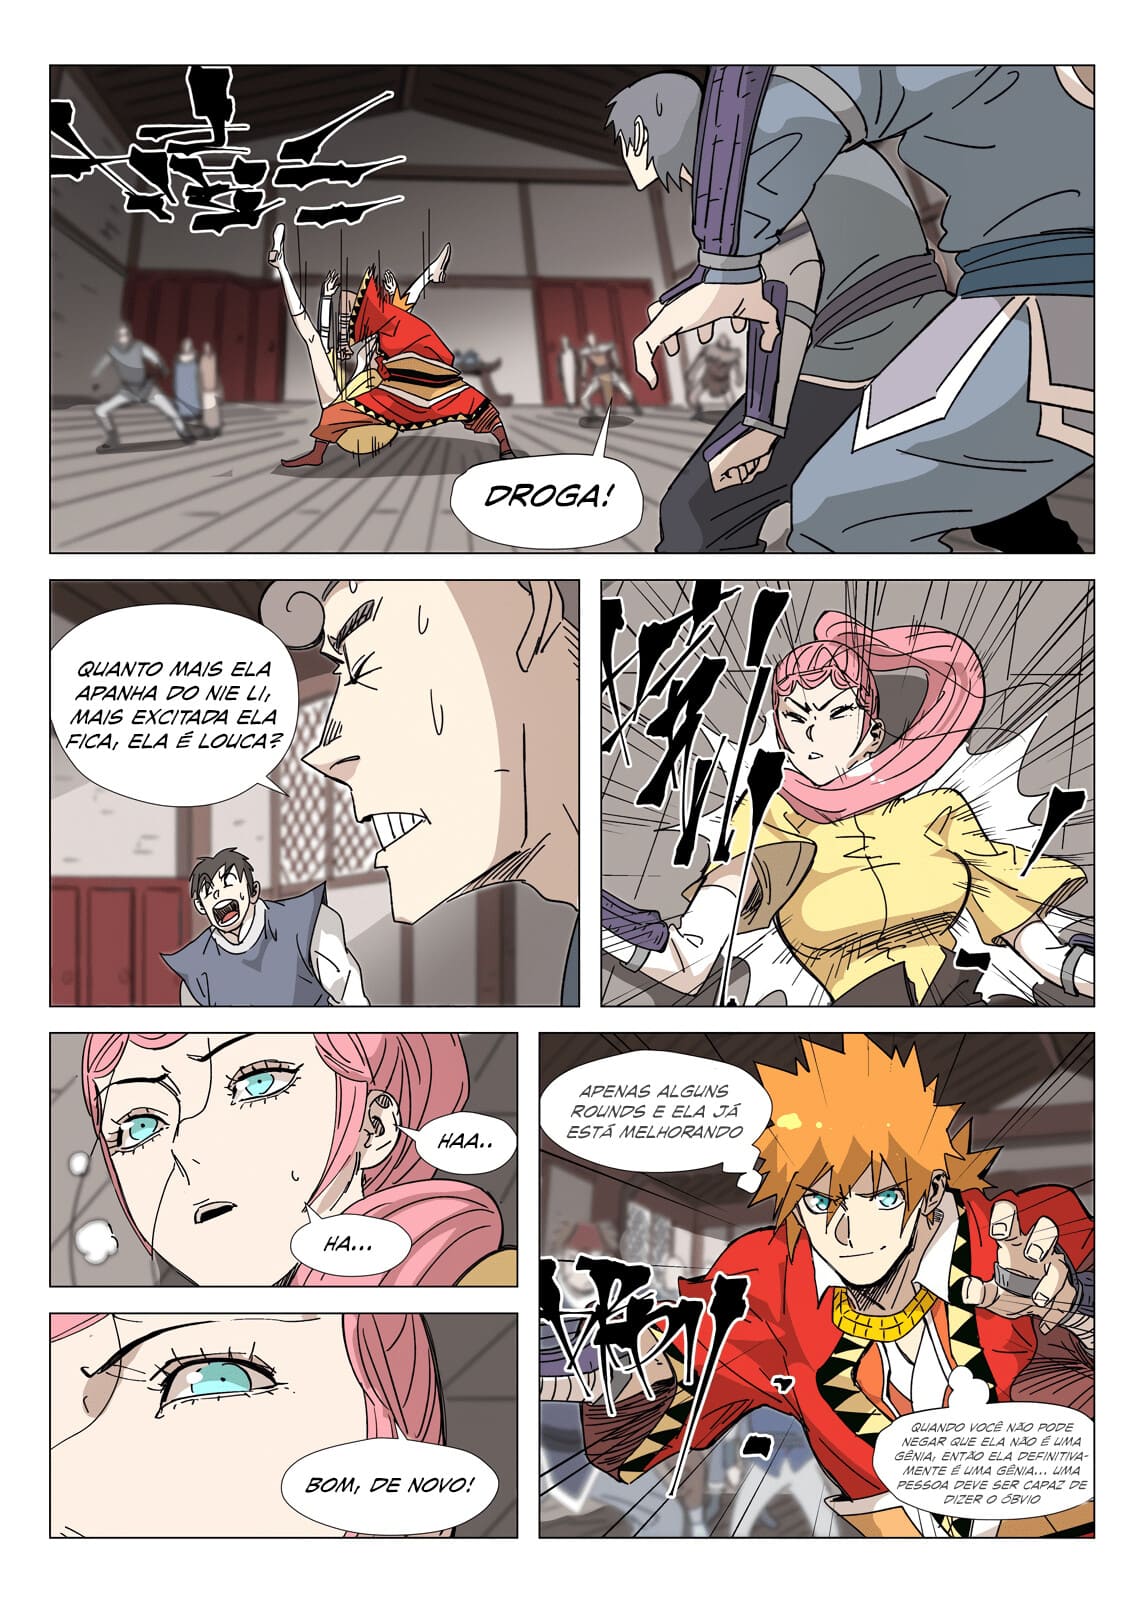 DROGA!
QUANTO MAIS ELA
APANHA DO NIE LI,
MAIS EXCITADA ELA
FICA, ELA É LOUCA?
HAA..
HA...
APENAS ALGUNS
ROUNDS E ELA JÁ
ESTÁ MELHORANDO
BOM, DE NOVO!
QUANDO VOCÊ NÃO PODE
NEGAR QUE ELA NÃO É UMA
GÊNIA, ENTÃO ELA DEFINITIVA-
MENTE É UMA GÊNIA... UMA
PESSOA DEVE SER CAPAZ DE
DIZER O ÓBVIO